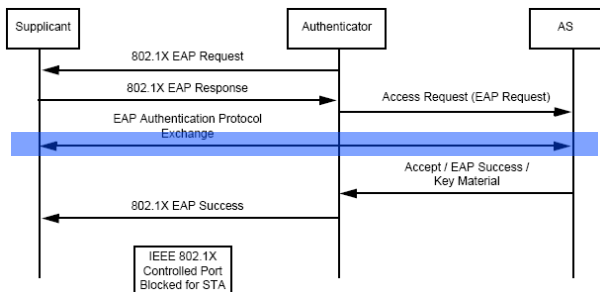 Supplicant
Authenticator
AS
802.1X EAP Request
802.1X EAP Response
Access Request (EAP Request)
EAP Authentication Protocol
Exchange
Accept / EAP Success /
Key Material
802.1X EAP Success
IEEE 802.1X
Controlled Port
Blocked for STA